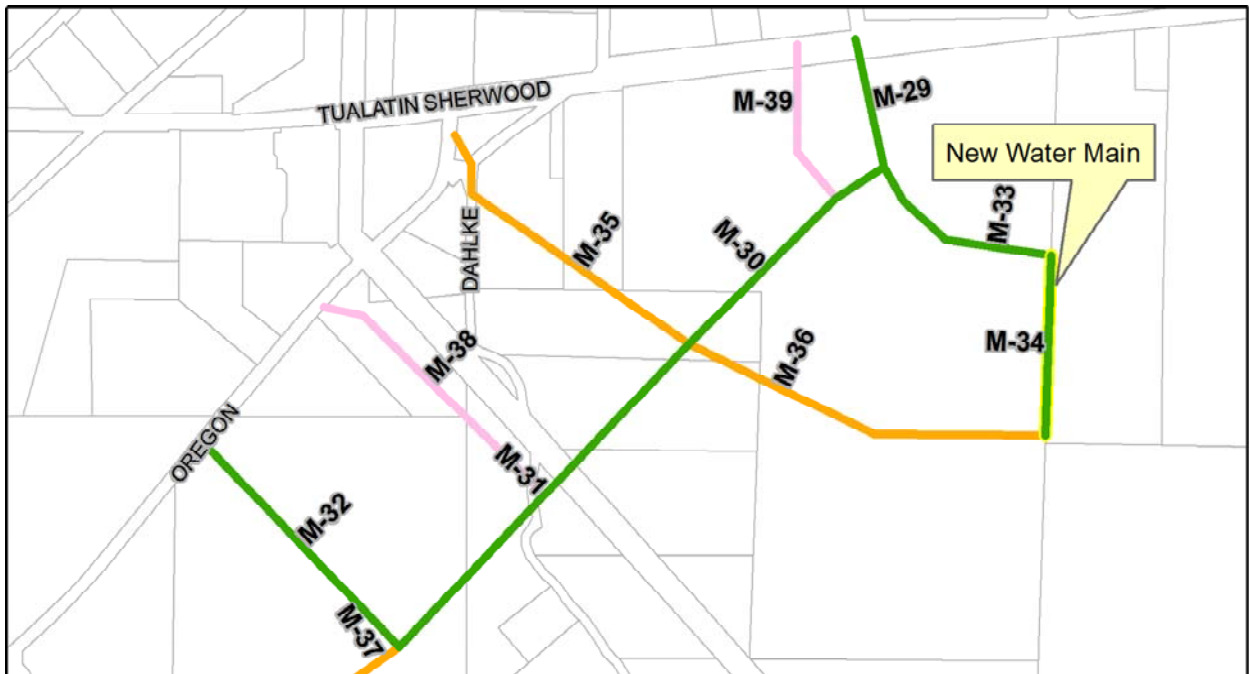 TUALATIN SHERWOOD
M-39
M-29
New Water Main
M-33
DAHLKE
M-35
M-30
M-34
M-36
M-38
OREGON
M-31
M-32
M-37